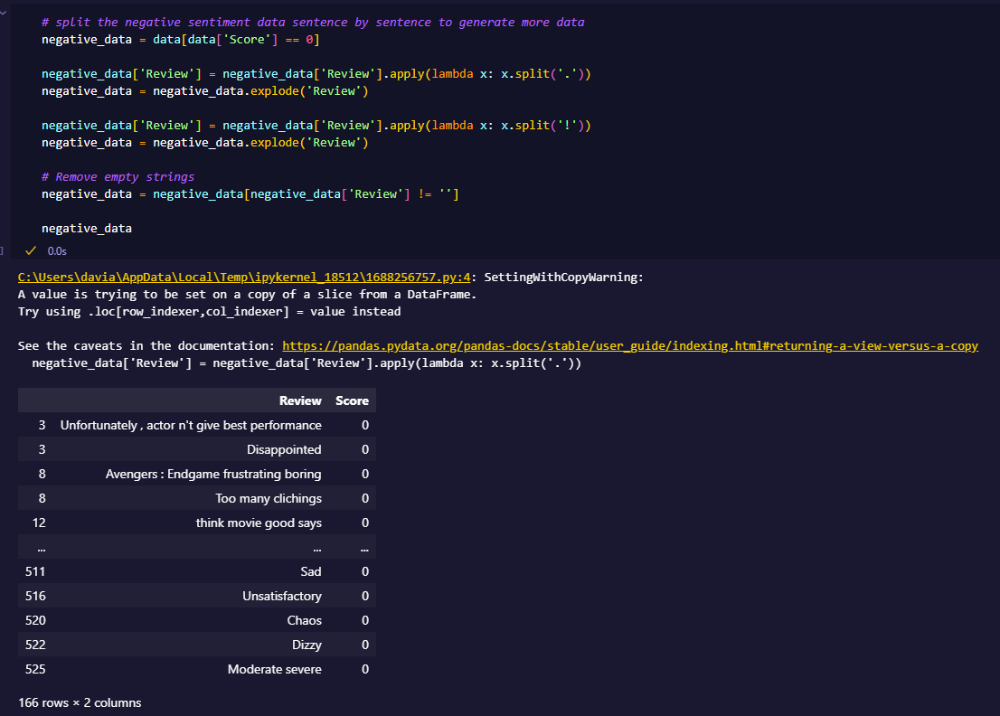 # split the negative sentiment data sentence by sentence to generate more data
negative_data = data[data['Score'] == 0]
negative_data['Review'] = negative_data['Review'].apply(lambda x: x.split('.'))
negative_data = negative_data.explode('Review')
negative_data['Review'] = negative_data['Review'].apply(lambda x: x.split('!'))
negative_data = negative_data.explode('Review')
# Remove empty strings
negative_data = negative_data[negative_data['Review'] != '']
negative_data
] ✓ 0.0s
C:\Users\davia\AppData\Local\Temp\ipykernel_18512\1688256757.py:4: SettingWithCopyWarning:
A value is trying to be set on a copy of a slice from a DataFrame.
Try using .loc[row_indexer,col_indexer] = value instead
See the caveats in the documentation: https://pandas.pydata.org/pandas-docs/stable/user_guide/indexing.html#returning-a-view-versus-a-copy
negative_data['Review'] = negative_data['Review'].apply(lambda x: x.split('.'))
Review Score
3 Unfortunately , actor n't give best performance 0
3 Disappointed 0
8 Avengers : Endgame frustrating boring 0
8 Too many clichings 0
12 think movie good says 0
... ... ...
511 Sad 0
516 Unsatisfactory 0
520 Chaos 0
522 Dizzy 0
525 Moderate severe 0
166 rows × 2 columns